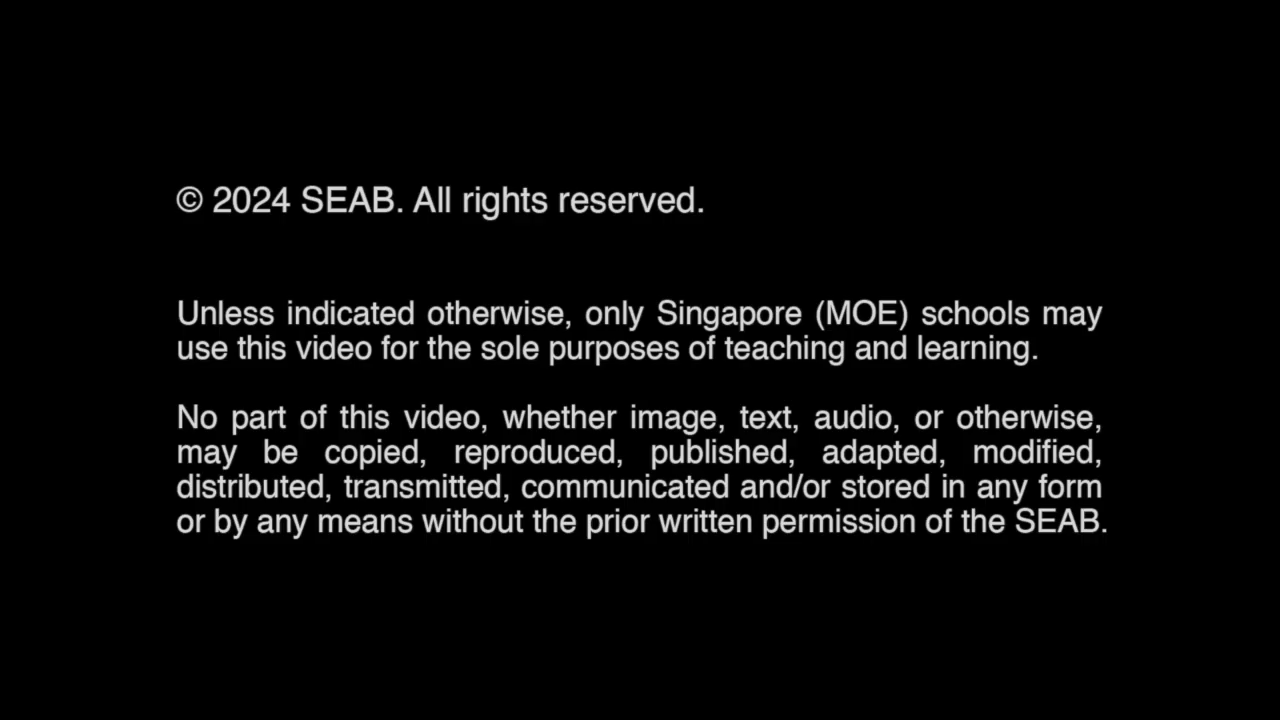 © 2024 SEAB. All rights reserved.
Unless indicated otherwise, only Singapore (MOE) schools may
use this video for the sole purposes of teaching and learning.
No part of this video, whether image, text, audio, or otherwise,
may be copied, reproduced, published, adapted, modified,
distributed, transmitted, communicated and/or stored in any form
or by any means without the prior written permission of the SEAB.